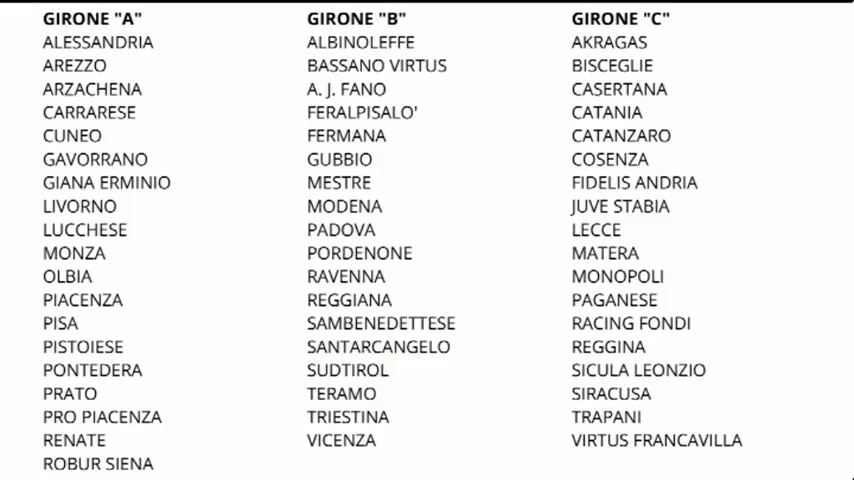 GIRONE "A"
ALESSANDRIA
AREZZO
ARZACHENA
CARRARESE
CUNEO
GAVORRANO
GIANA ERMINIO
LIVORNO
LUCCHESE
MONZA
OLBIA
PIACENZA
PISA
PISTOIESE
PONTEDERA
PRATO
PRO PIACENZA
RENATE
ROBUR SIENA
GIRONE "B"
ALBINOLEFFE
BASSANO VIRTUS
A. J. FANO
FERALPISALO'
FERMANA
GUBBIO
MESTRE
MODENA
PADOVA
PORDENONE
RAVENNA
REGGIANA
SAMBENEDETTESE
SANTARCANGELO
SUDTIROL
TERAMO
TRIESTINA
VICENZA
GIRONE "C"
AKRAGAS
BISCEGLIE
CASERTANA
CATANIA
CATANZARO
COSENZA
FIDELIS ANDRIA
JUVE STABIA
LECCE
MATERA
MONOPOLI
PAGANESE
RACING FONDI
REGGINA
SICULA LEONZIO
SIRACUSA
TRAPANI
VIRTUS FRANCAVILLA